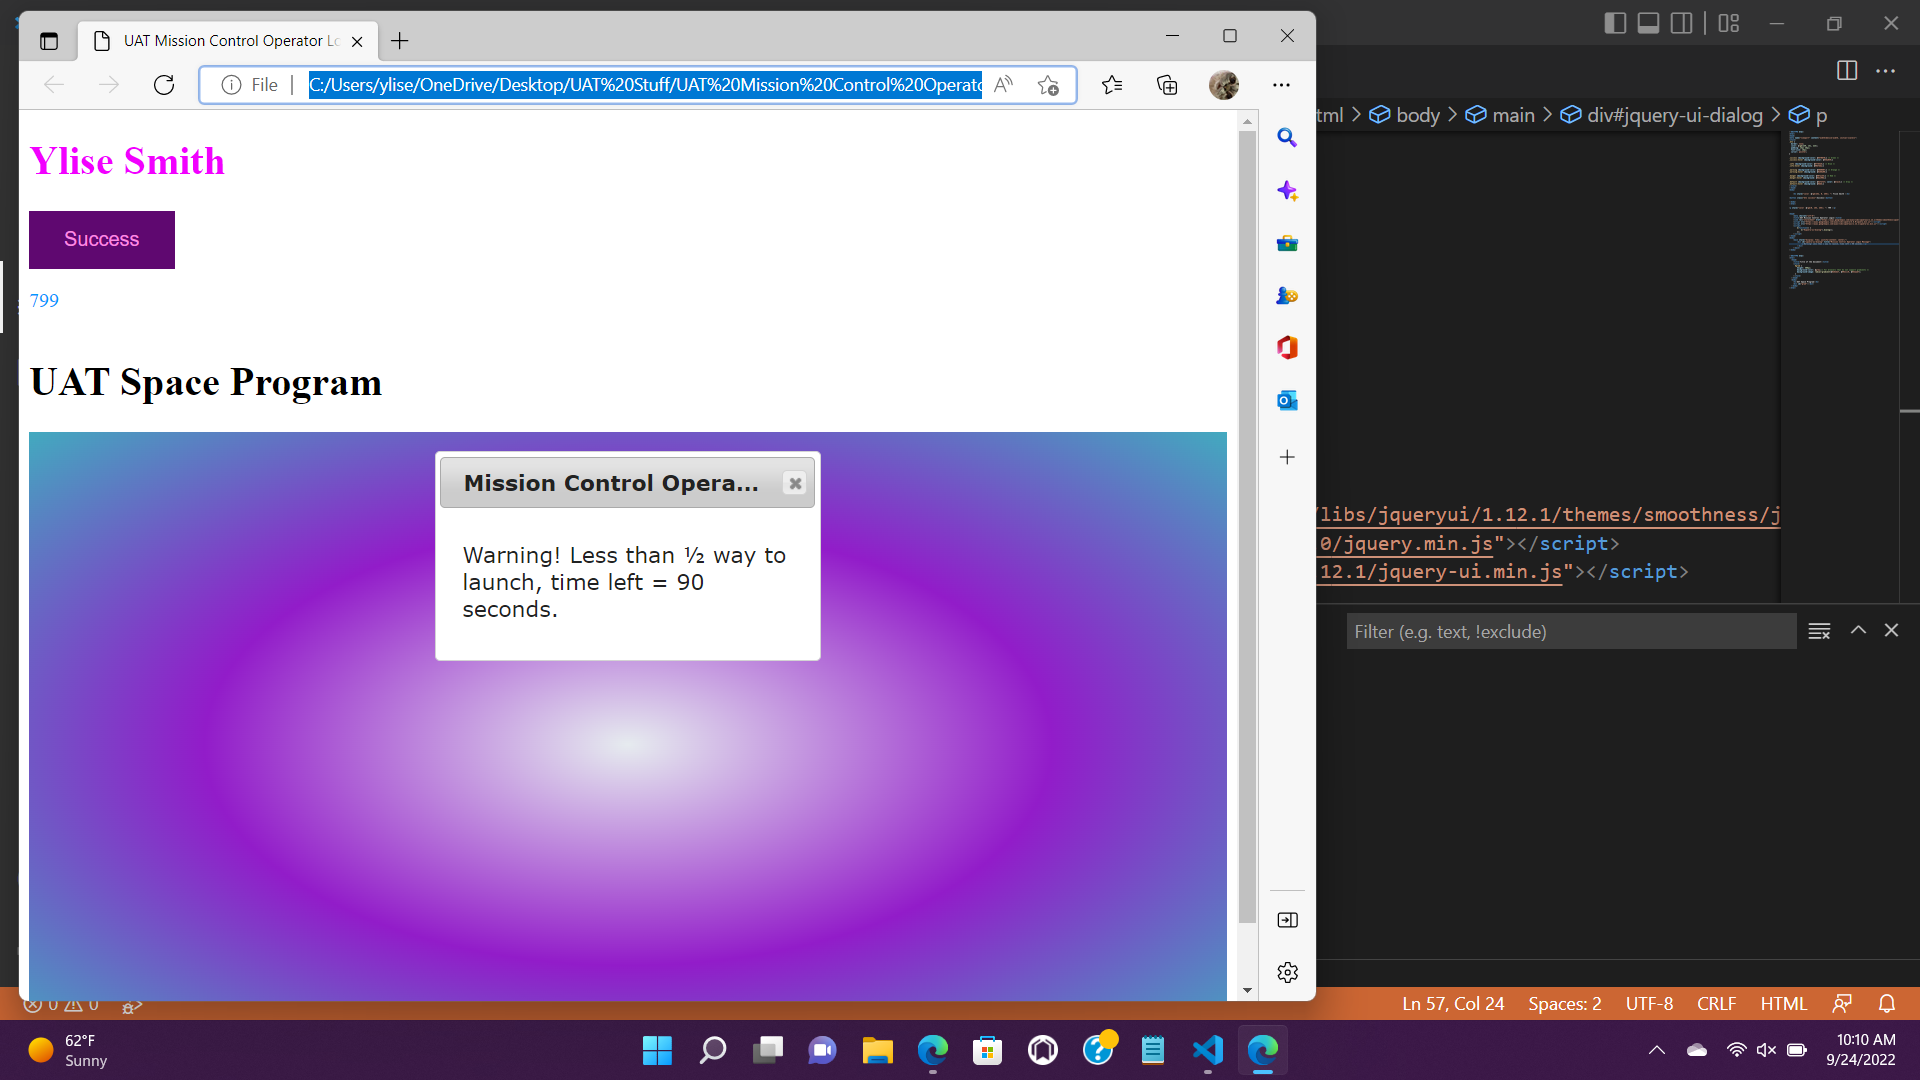 UAT Mission Control Operator Lo
File
C:/Users/ylise/OneDrive/Desktop/UAT%20Stuff/UAT%20Mission%20Control%20Operato
Ylise Smith
Success
799
UAT Space Program
Mission Control Opera...
Warning! Less than ½ way to
launch, time left = 90
seconds.
tml > body > main > div#jquery-ui-dialog > p
/libs/jqueryui/1.12.1/themes/smoothness/j
0/jquery.min.js"></script>
12.1/jquery-ui.min.js"></script>
Filter (e.g. text, !exclude)
0 0
Ln 57, Col 24 Spaces: 2 UTF-8 CRLF HTML
62°F
Sunny
10:10 AM
9/24/2022